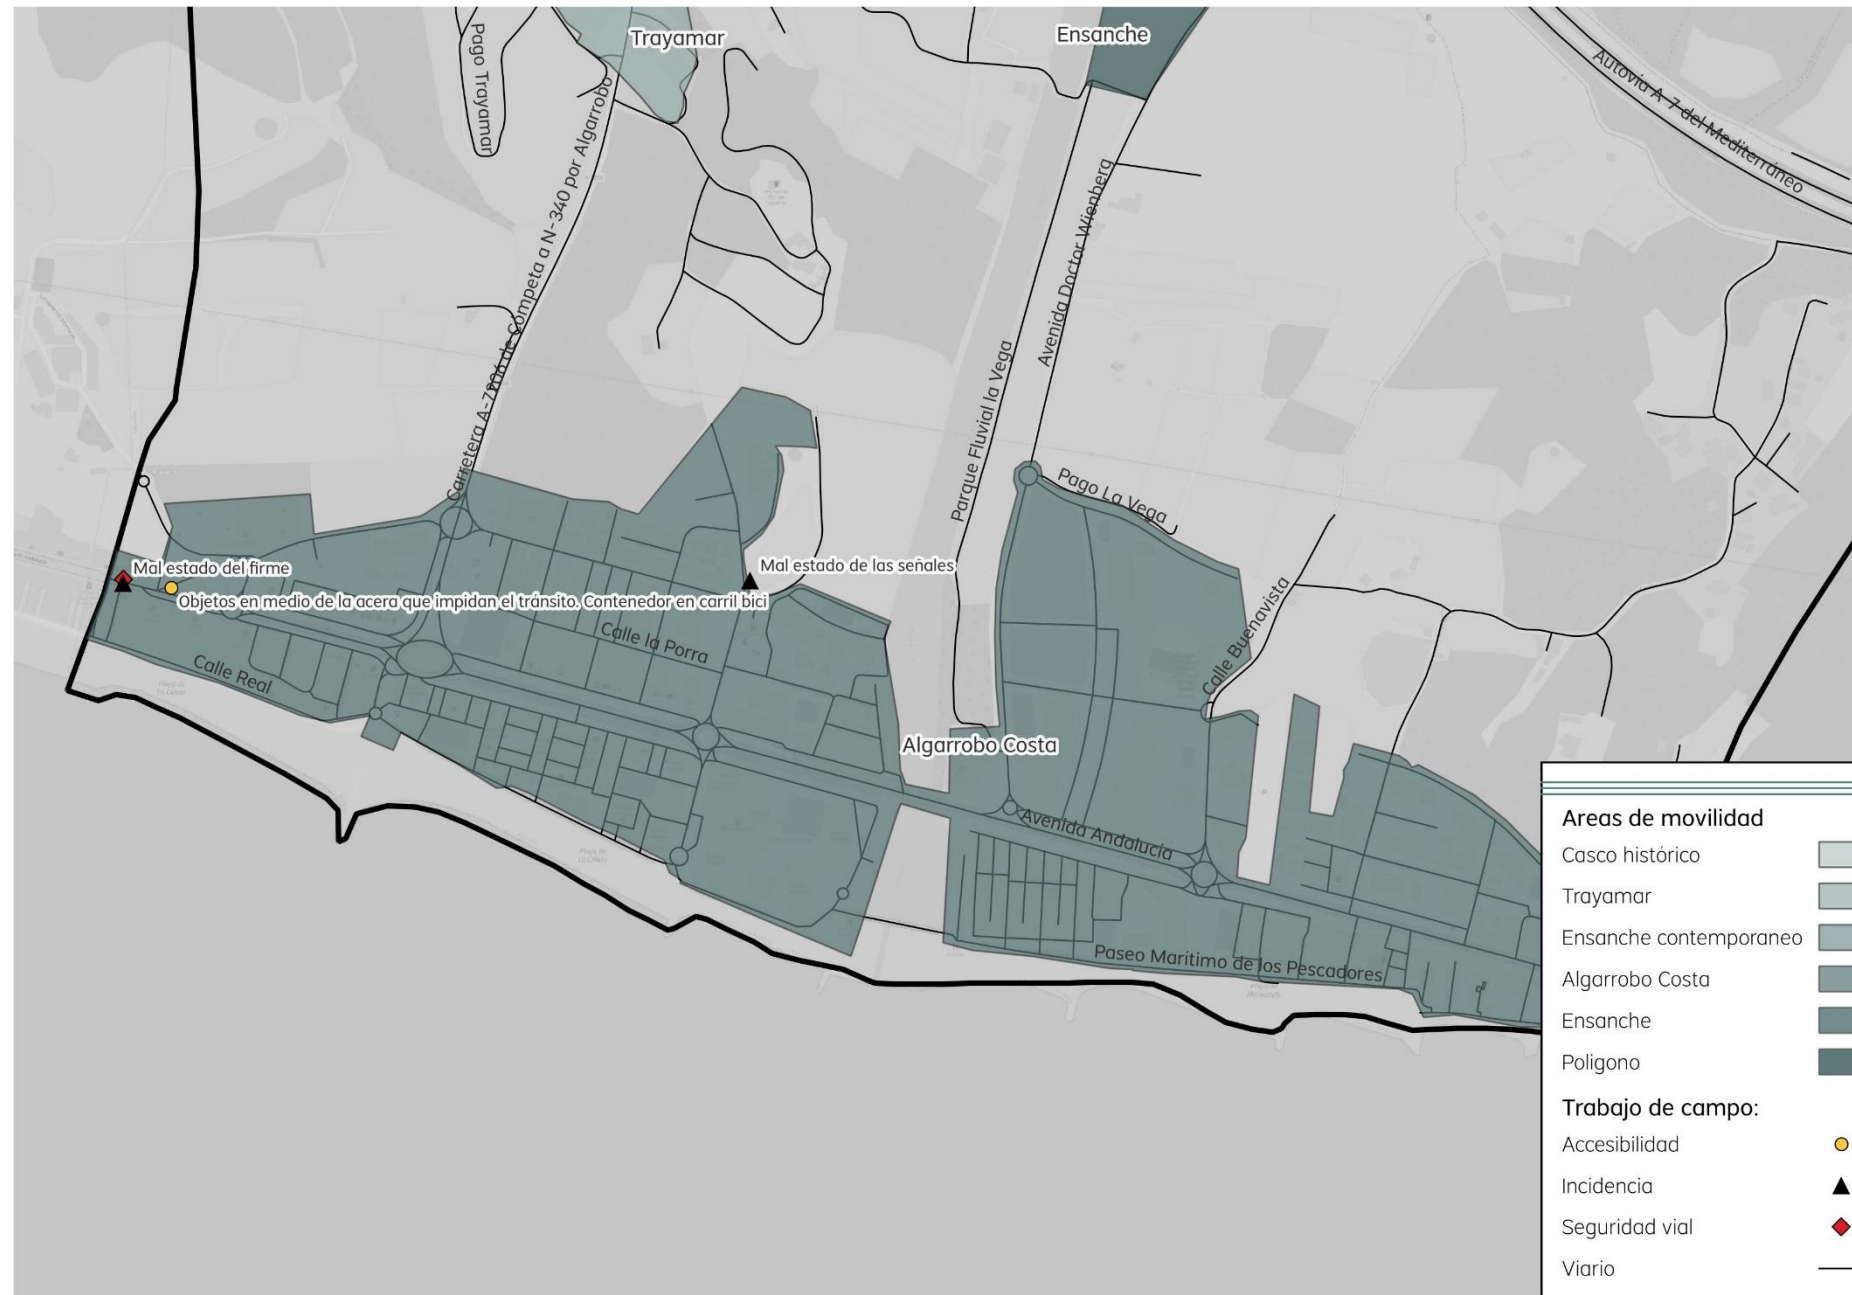 Trayamar
Ensanche
Pago Trayamar
Autovía A-7 del Mediterráneo
Carretera A-7206 de Cómpeta a N-340 por Algarrobo
Avenida Doctor Wienberg
Parque Fluvial la Vega
Pago La Vega
Mal estado del firme
Mal estado de las señales
Objetos en medio de la acera que impidan el tránsito. Contenedor en carril bici
Calle la Porra
Calle Buenavista
Calle Real
Algarrobo Costa
Avenida Andalucía
Paseo Marítimo de los Pescadores
Areas de movilidad
Casco histórico
Trayamar
Ensanche contemporaneo
Algarrobo Costa
Ensanche
Poligono
Trabajo de campo:
Accesibilidad
Incidencia
Seguridad vial
Viario